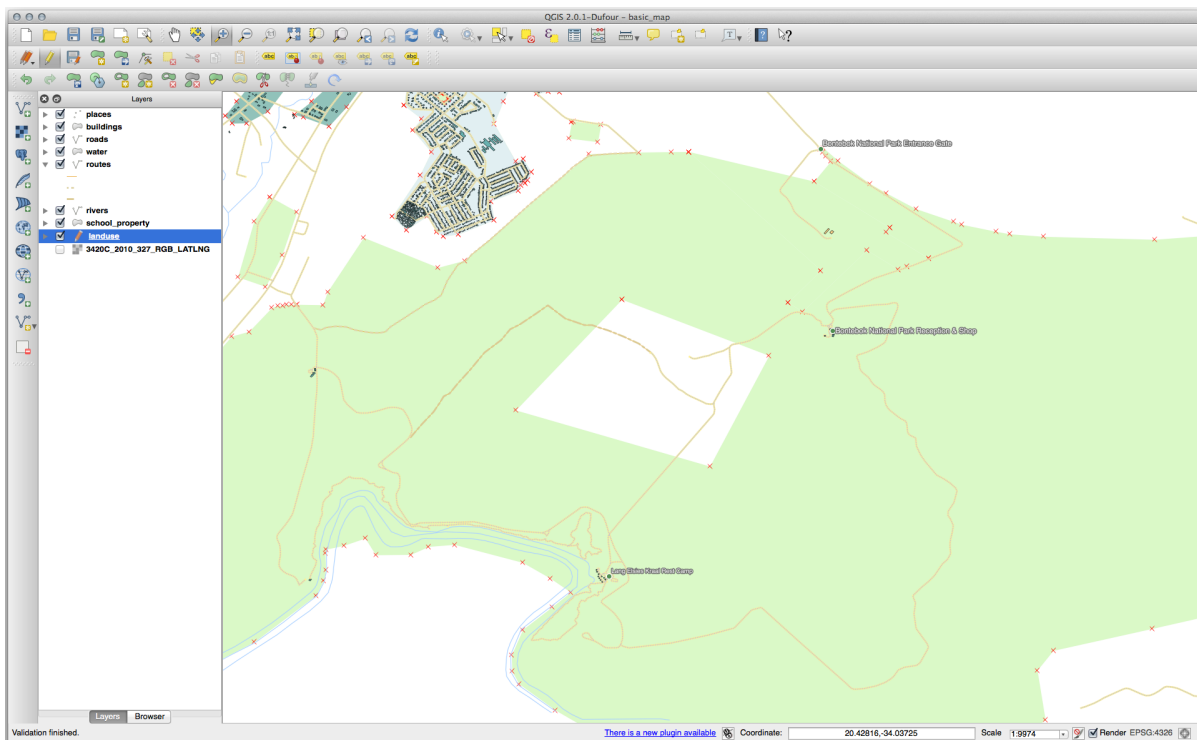 QGIS 2.0.1-Dufour - basic_map
Layers
places
buildings
roads
water
routes
rivers
school_property
landuse
3420C_2010_327_RGB_LATLNG
Bontebok National Park Entrance Gate
Bontebok National Park Reception & Shop
Lang Elsies Kraal Rest Camp
Layers Browser
Validation finished. There is a new plugin available Coordinate: 20.42816,-34.03725 Scale 1:9974 Render EPSG:4326